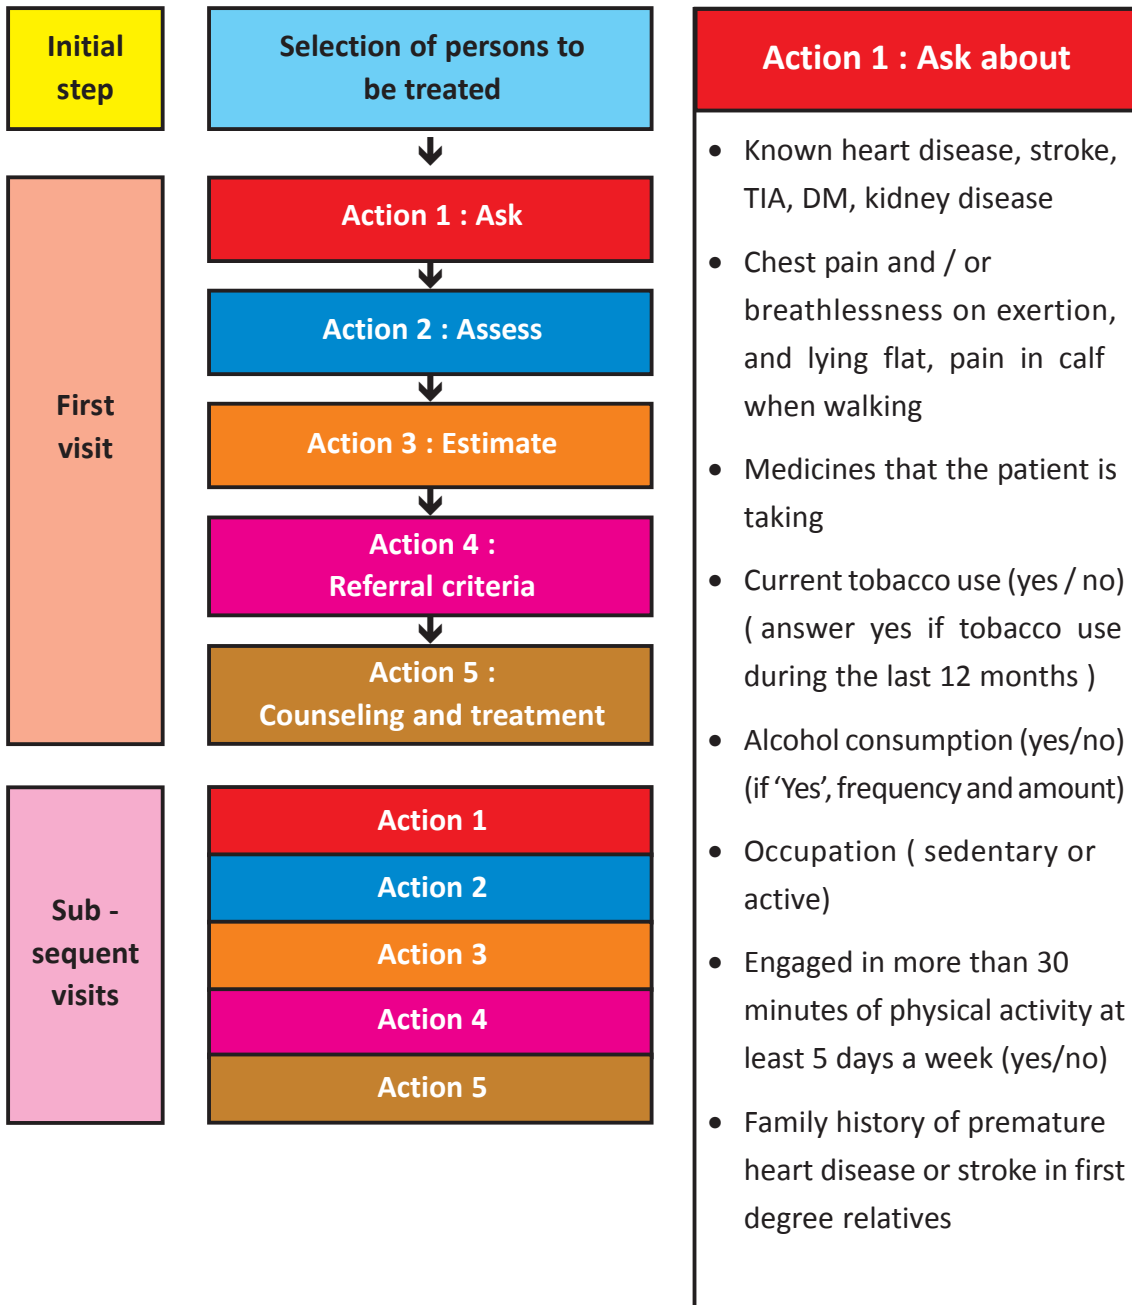 Initial
step
Selection of persons to
be treated
First
visit
Action 1 : Ask
Action 2 : Assess
Action 3 : Estimate
Action 4 :
Referral criteria
Action 5 :
Counseling and treatment
Sub -
sequent
visits
Action 1
Action 2
Action 3
Action 4
Action 5
Action 1 : Ask about
• Known heart disease, stroke,
TIA, DM, kidney disease
• Chest pain and / or
breathlessness on exertion,
and lying flat, pain in calf
when walking
• Medicines that the patient is
taking
• Current tobacco use (yes / no)
( answer yes if tobacco use
during the last 12 months )
• Alcohol consumption (yes/no)
(if ‘Yes’, frequency and amount)
• Occupation ( sedentary or
active)
• Engaged in more than 30
minutes of physical activity at
least 5 days a week (yes/no)
• Family history of premature
heart disease or stroke in first
degree relatives